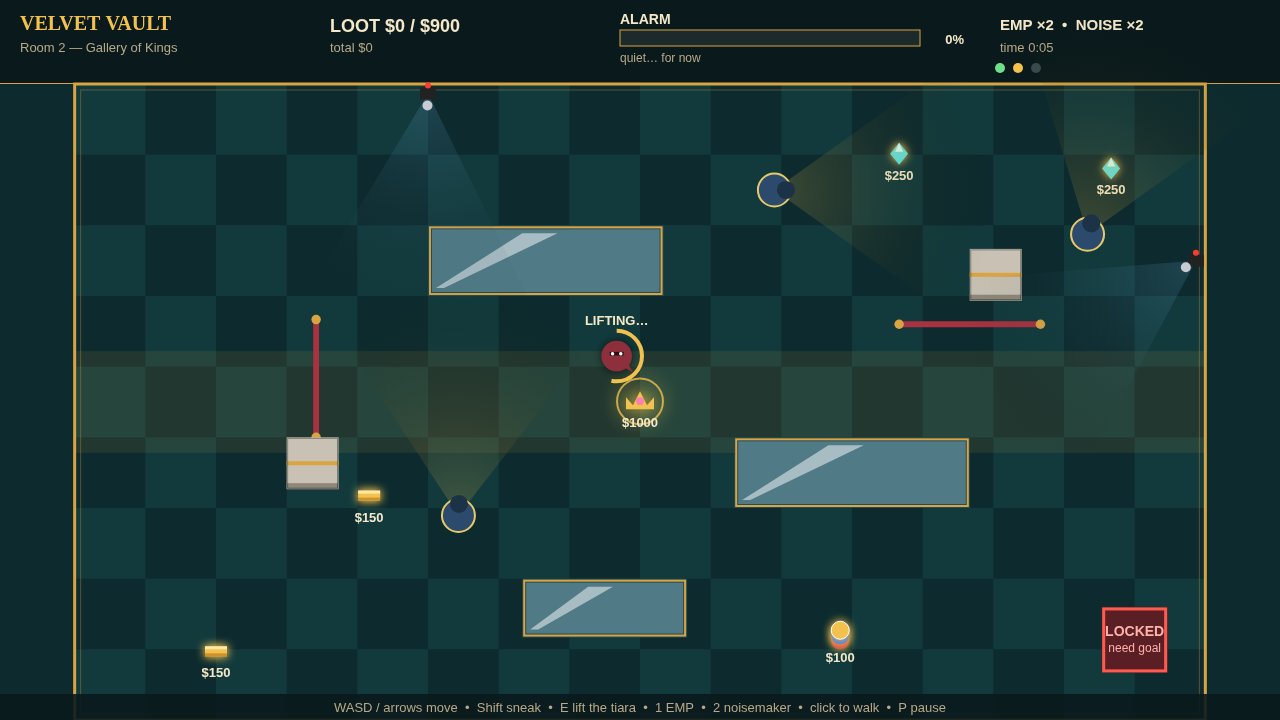 VELVET VAULT
Room 2 — Gallery of Kings
LOOT $0 / $900
total $0
ALARM
0%
quiet… for now
EMP ×2 • NOISE ×2
time 0:05
$250
$250
LIFTING…
$1000
$150
$150
$100
LOCKED
need goal
WASD / arrows move • Shift sneak • E lift the tiara • 1 EMP • 2 noisemaker • click to walk • P pause